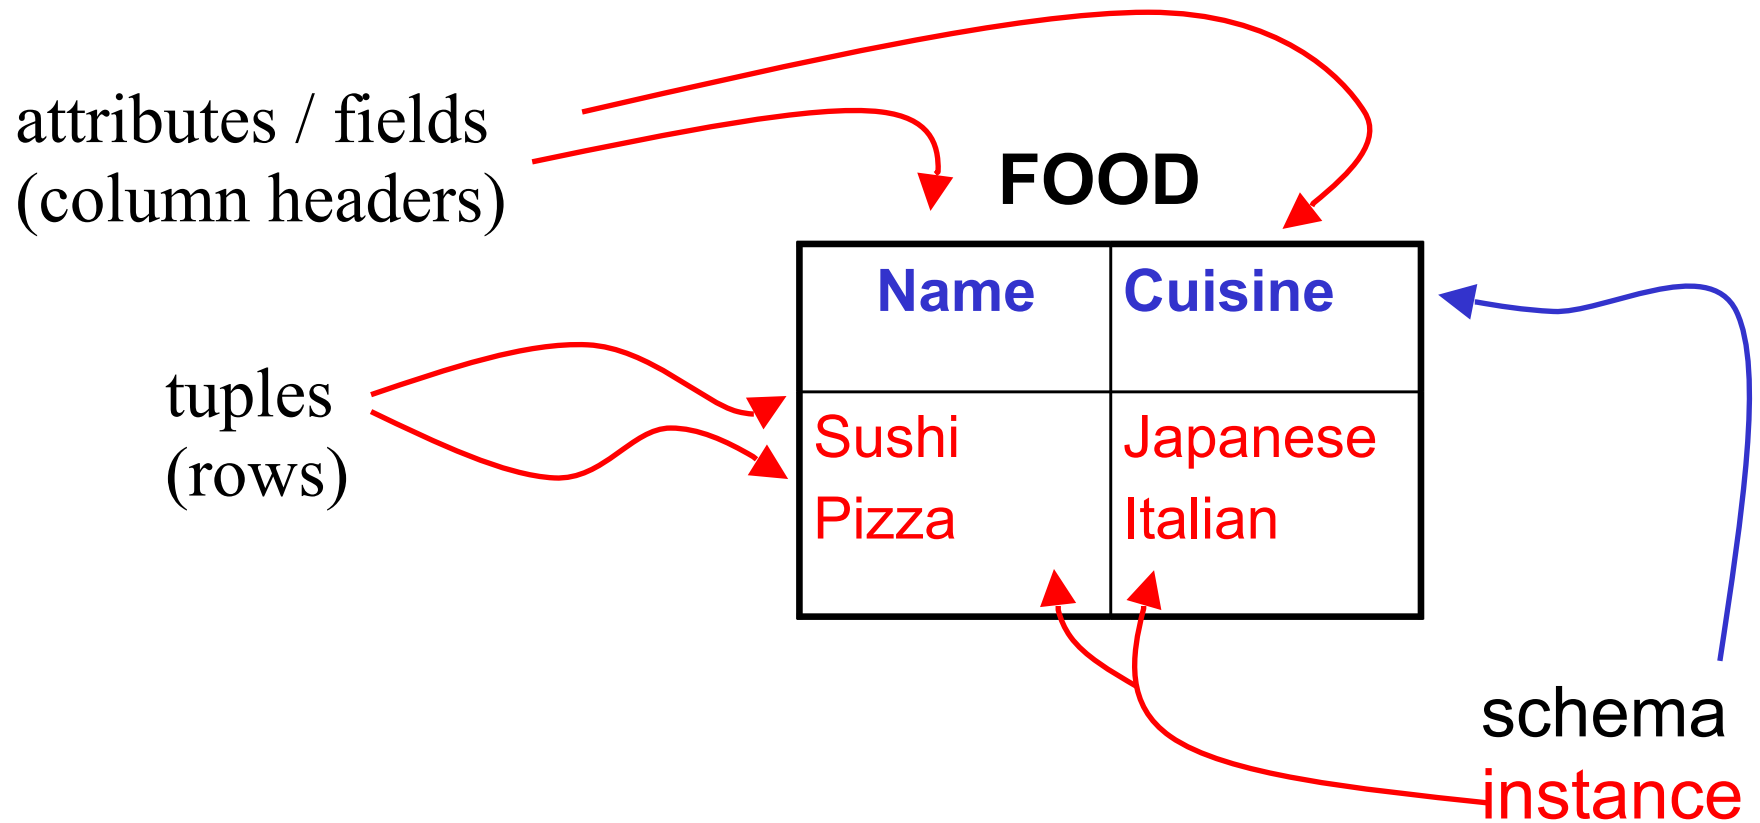 attributes / fields
(column headers)
FOOD
Name Cuisine
tuples
(rows)
Sushi Japanese
Pizza Italian
schema
instance